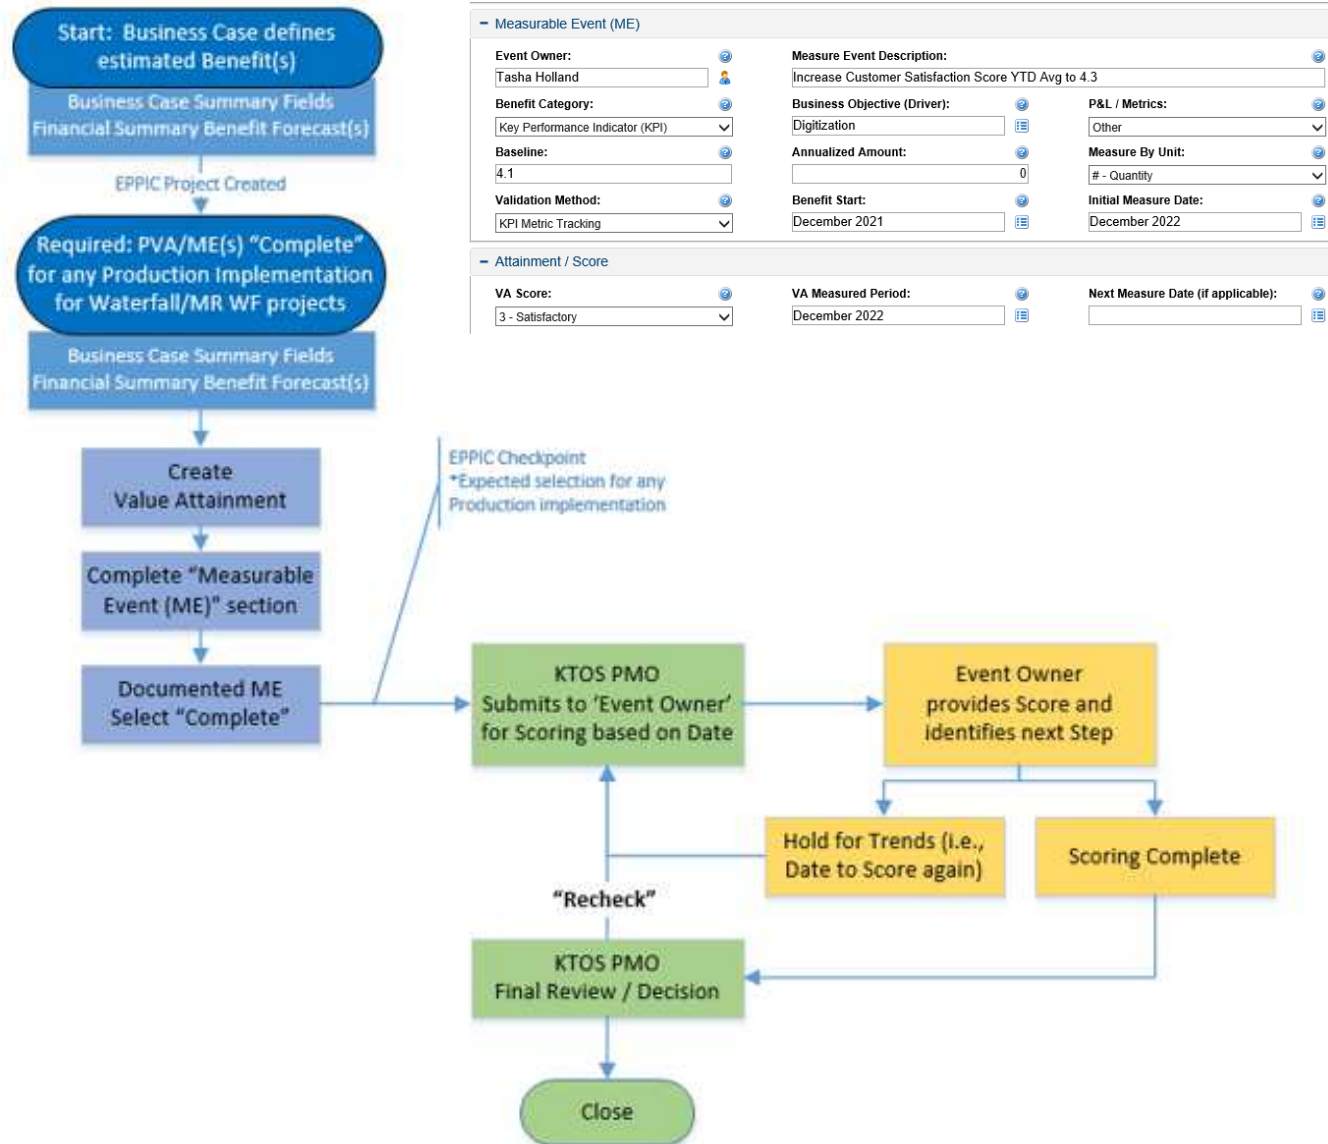 Start: Business Case defines
estimated Benefit(s)
Business Case Summary Fields
Financial Summary Benefit Forecast(s)
EPPIC Project Created
Required: PVA/ME(s) “Complete”
for any Production Implementation
for Waterfall/MR WF projects
Business Case Summary Fields
Financial Summary Benefit Forecast(s)
Create
Value Attainment
Complete “Measurable
Event (ME)” section
Documented ME
Select “Complete”
EPPIC Checkpoint
*Expected selection for any
Production implementation
KTOS PMO
Submits to ‘Event Owner’
for Scoring based on Date
Event Owner
provides Score and
identifies next Step
Hold for Trends (i.e.,
Date to Score again)
Scoring Complete
“Recheck”
KTOS PMO
Final Review / Decision
Close
− Measurable Event (ME)
Event Owner: Measure Event Description:
Tasha Holland Increase Customer Satisfaction Score YTD Avg to 4.3
Benefit Category: Business Objective (Driver): P&L / Metrics:
Key Performance Indicator (KPI) Digitization Other
Baseline: Annualized Amount: Measure By Unit:
4.1 0 # - Quantity
Validation Method: Benefit Start: Initial Measure Date:
KPI Metric Tracking December 2021 December 2022
− Attainment / Score
VA Score: VA Measured Period: Next Measure Date (if applicable):
3 - Satisfactory December 2022